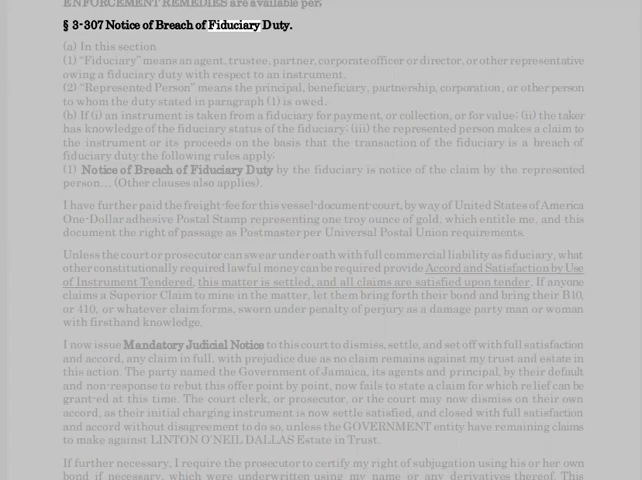 ENFORCEMENT REMEDIES are available per;
§ 3-307 Notice of Breach of Fiduciary Duty.
(a) In this section
(1) “Fiduciary” means an agent, trustee, partner, corporate officer or director, or other representative
owing a fiduciary duty with respect to an instrument.
(2) “Represented Person” means the principal, beneficiary, partnership, corporation, or other person
to whom the duty stated in paragraph (1) is owed.
(b) If (i) an instrument is taken from a fiduciary for payment, or collection, or for value; (ii) the taker
has knowledge of the fiduciary status of the fiduciary; (iii) the represented person makes a claim to
the instrument or its proceeds on the basis that the transaction of the fiduciary is a breach of
fiduciary duty the following rules apply;
(1) Notice of Breach of Fiduciary Duty by the fiduciary is notice of the claim by the represented
person… (Other clauses also applies).
I have further paid the freight-fee for this vessel-document-court, by way of United States of America
One-Dollar adhesive Postal Stamp representing one troy ounce of gold, which entitle me, and this
document the right of passage as Postmaster per Universal Postal Union requirements.
Unless the court or prosecutor can swear under oath with full commercial liability as fiduciary, what
other constitutionally required lawful money can be required provide Accord and Satisfaction by Use
of Instrument Tendered, this matter is settled, and all claims are satisfied upon tender. If anyone
claims a Superior Claim to mine in the matter, let them bring forth their bond and bring their B10,
or 410, or whatever claim forms, sworn under penalty of perjury as a damage party man or woman
with firsthand knowledge.
I now issue Mandatory Judicial Notice to this court to dismiss, settle, and set off with full satisfaction
and accord, any claim in full, with prejudice due as no claim remains against my trust and estate in
this action. The party named the Government of Jamaica, its agents and principal, by their default
and non-response to rebut this offer point by point, now fails to state a claim for which relief can be
grant-ed at this time. The court clerk, or prosecutor, or the court may now dismiss on their own
accord, as their initial charging instrument is now settle satisfied, and closed with full satisfaction
and accord without disagreement to do so, unless the GOVERNMENT entity have remaining claims
to make against LINTON O'NEIL DALLAS Estate in Trust.
If further necessary, I require the prosecutor to certify my right of subjugation using his or her own
bond if necessary, which were underwritten using my name or any derivatives thereof. This